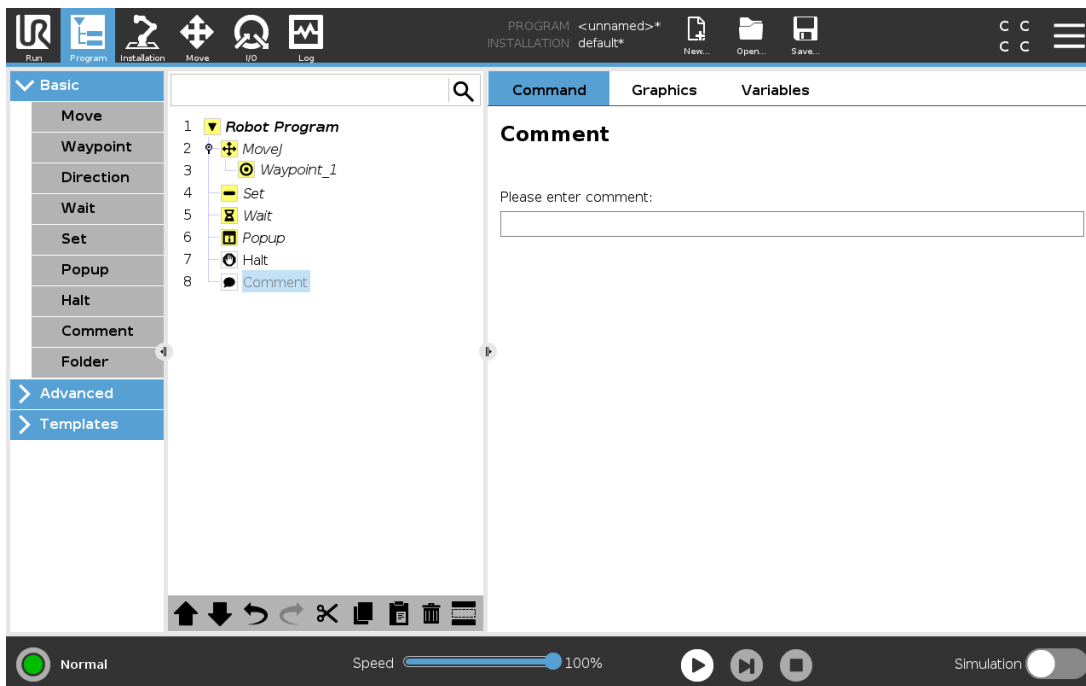 PROGRAM <unnamed>*
INSTALLATION default*
C C
C C
Run Program Installation Move I/O Log New... Open... Save...
Basic
Move
Waypoint
Direction
Wait
Set
Popup
Halt
Comment
Folder
Advanced
Templates
1 Robot Program
2 MoveJ
3 Waypoint_1
4 Set
5 Wait
6 Popup
7 Halt
8 Comment
Command Graphics Variables
Comment
Please enter comment:
Normal
Speed 100%
Simulation